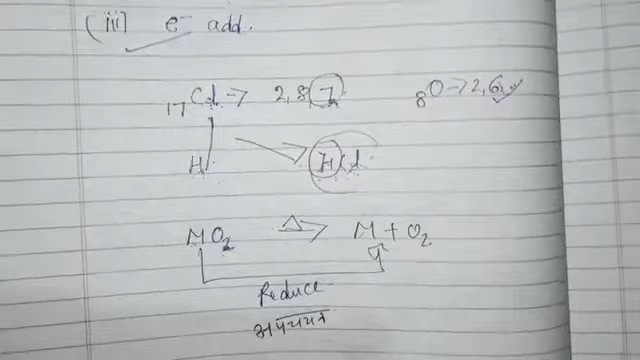 (iii) e⁻ add.
₁₇Cl → 2,8,7 ₈O → 2,6
H HCl
MO₂ Δ→ M + O₂
Reduce
अपचयन